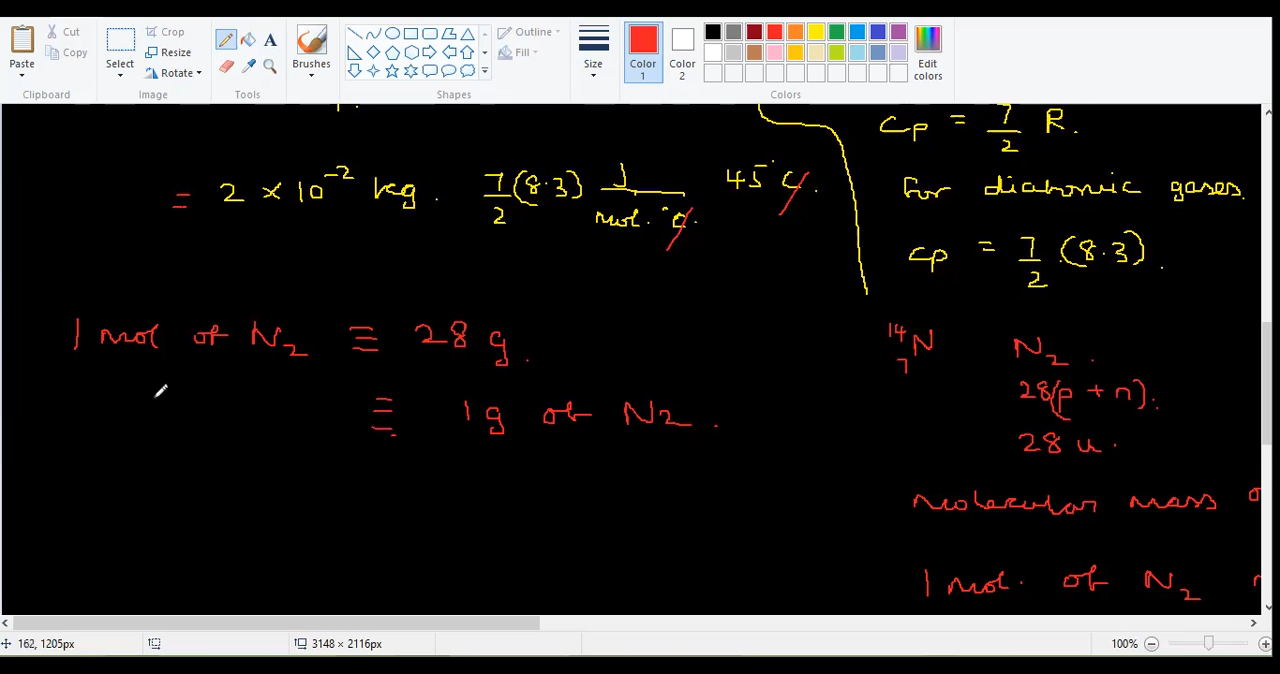 Cut
Copy
Paste
Clipboard
Select
Crop
Resize
Rotate
Image
A
Tools
Brushes
Outline
Fill
Shapes
Size
Color 1
Color 2
Edit colors
Colors
Cp = 7/2 R.
= 2 × 10⁻² kg. 7/2 (8.3) J/mol. °C. 45°C.
For diatomic gases.
Cp = 7/2 (8.3).
1 mol of N₂ ≡ 28 g.
≡ 1g of N2.
¹⁴₇N N₂.
28(p + n).
28 u.
molecular mass
1 mol. of N₂
162, 1205px
3148 × 2116px
100%